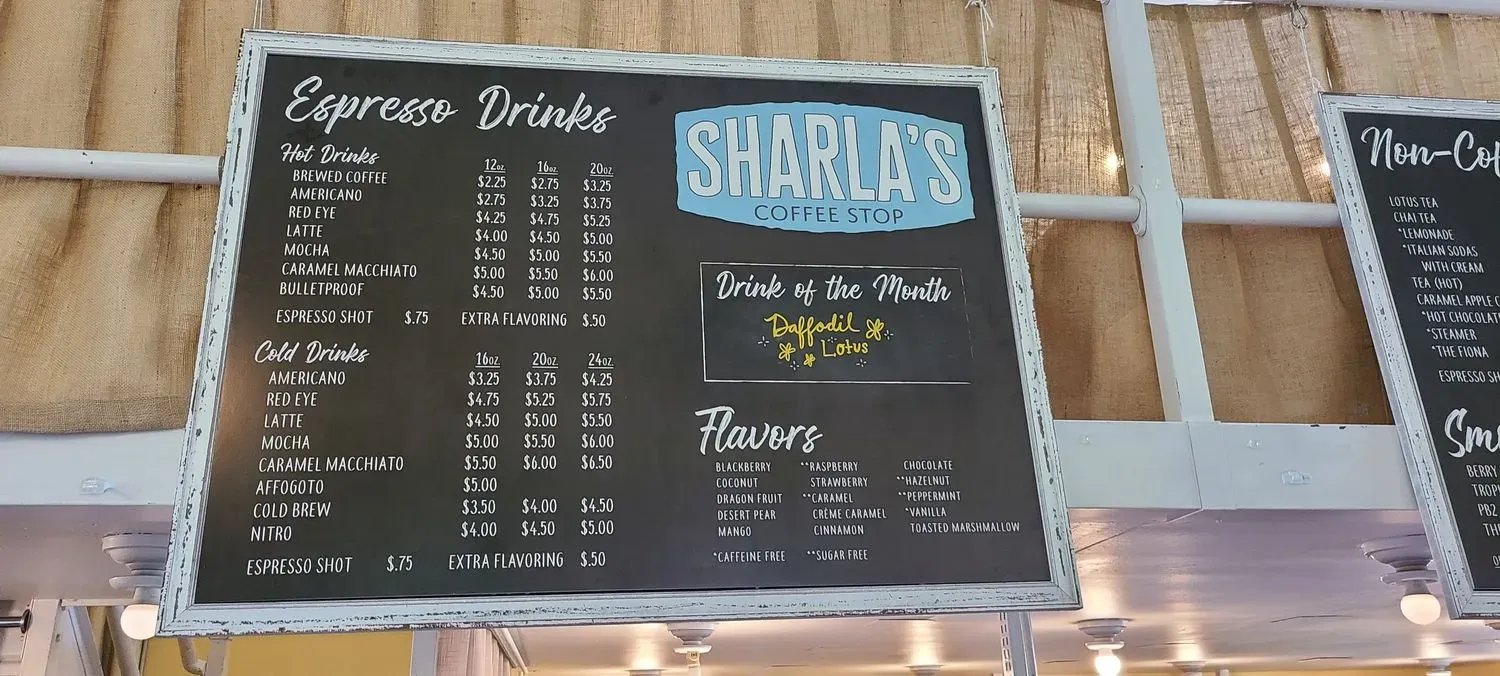 Espresso Drinks
Hot Drinks 12oz. 16oz. 20oz.
BREWED COFFEE $2.25 $2.75 $3.25
AMERICANO $2.75 $3.25 $3.75
RED EYE $4.25 $4.75 $5.25
LATTE $4.00 $4.50 $5.00
MOCHA $4.50 $5.00 $5.50
CARAMEL MACCHIATO $5.00 $5.50 $6.00
BULLETPROOF $4.50 $5.00 $5.50
ESPRESSO SHOT $.75 EXTRA FLAVORING $.50
Cold Drinks 16oz. 20oz. 24oz.
AMERICANO $3.25 $3.75 $4.25
RED EYE $4.75 $5.25 $5.75
LATTE $4.50 $5.00 $5.50
MOCHA $5.00 $5.50 $6.00
CARAMEL MACCHIATO $5.50 $6.00 $6.50
AFFOGOTO $5.00
COLD BREW $3.50 $4.00 $4.50
NITRO $4.00 $4.50 $5.00
ESPRESSO SHOT $.75 EXTRA FLAVORING $.50
SHARLA'S
COFFEE STOP
Drink of the Month
Daffodil
Lotus
Flavors
BLACKBERRY **RASPBERRY CHOCOLATE
COCONUT STRAWBERRY **HAZELNUT
DRAGON FRUIT **CARAMEL **PEPPERMINT
DESERT PEAR CRÈME CARAMEL *VANILLA
MANGO CINNAMON TOASTED MARSHMALLOW
*CAFFEINE FREE **SUGAR FREE
LOTUS TEA
CHAI TEA
*LEMONADE
*ITALIAN SODAS
WITH CREAM
TEA (HOT)
CARAMEL APPLE
*HOT CHOCOLAT
*STEAMER
*THE FIONA
ESPRESSO SH
BERRY
TROP
PB2